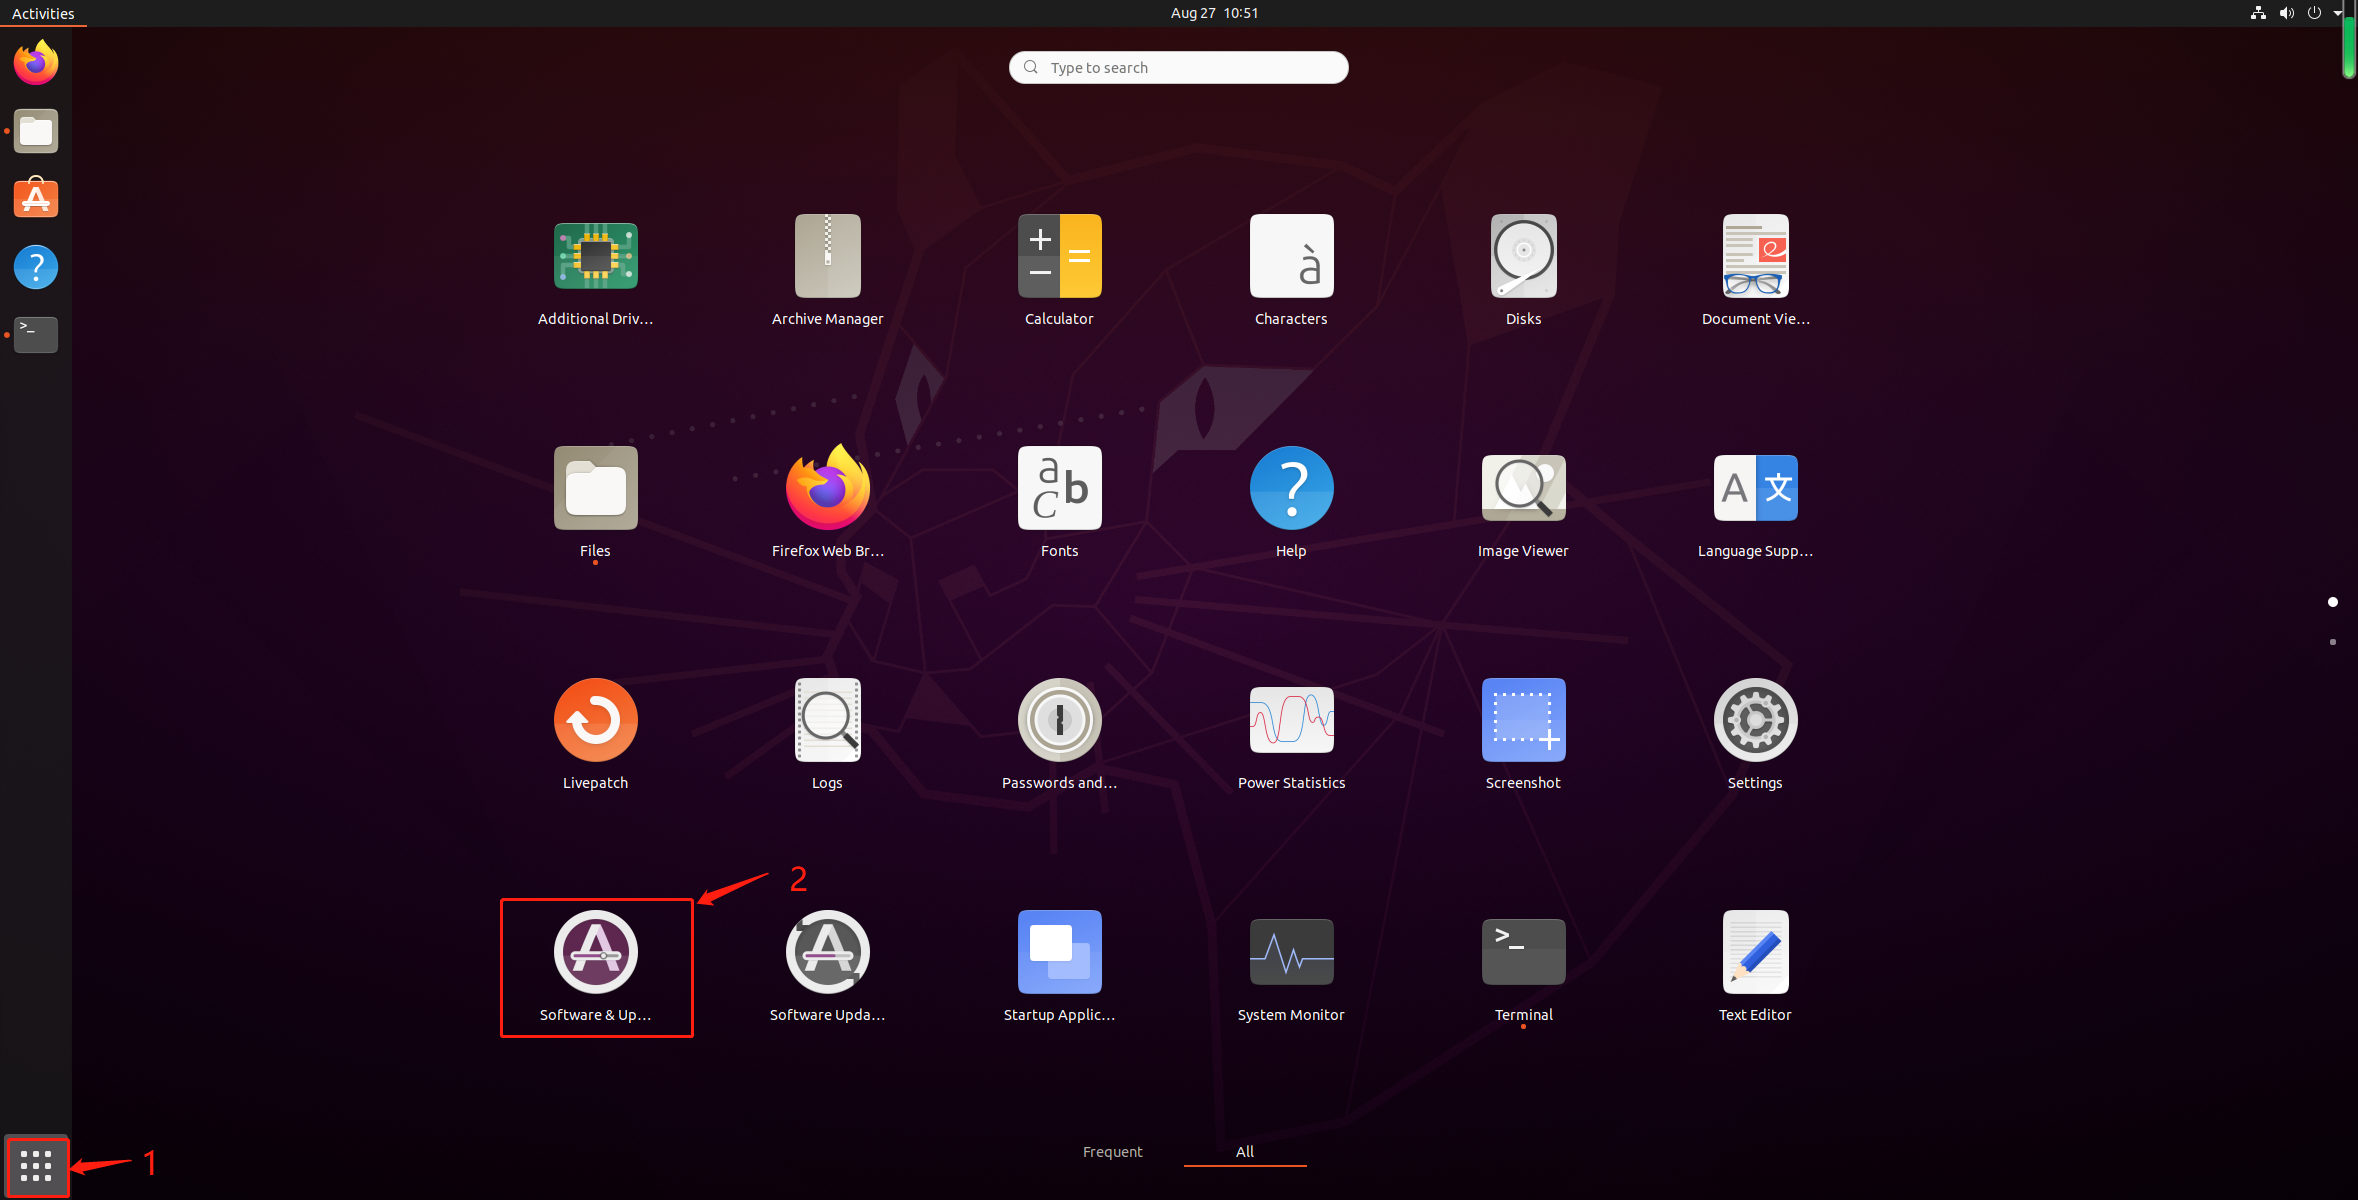 Activities
Aug 27 10:51
Type to search
Additional Driv...
Archive Manager
Calculator
Characters
Disks
Document Vie...
Files
Firefox Web Br...
Fonts
Help
Image Viewer
Language Supp...
Livepatch
Logs
Passwords and...
Power Statistics
Screenshot
Settings
2
Software & Up...
Software Upda...
Startup Applic...
System Monitor
Terminal
Text Editor
Frequent
All
1